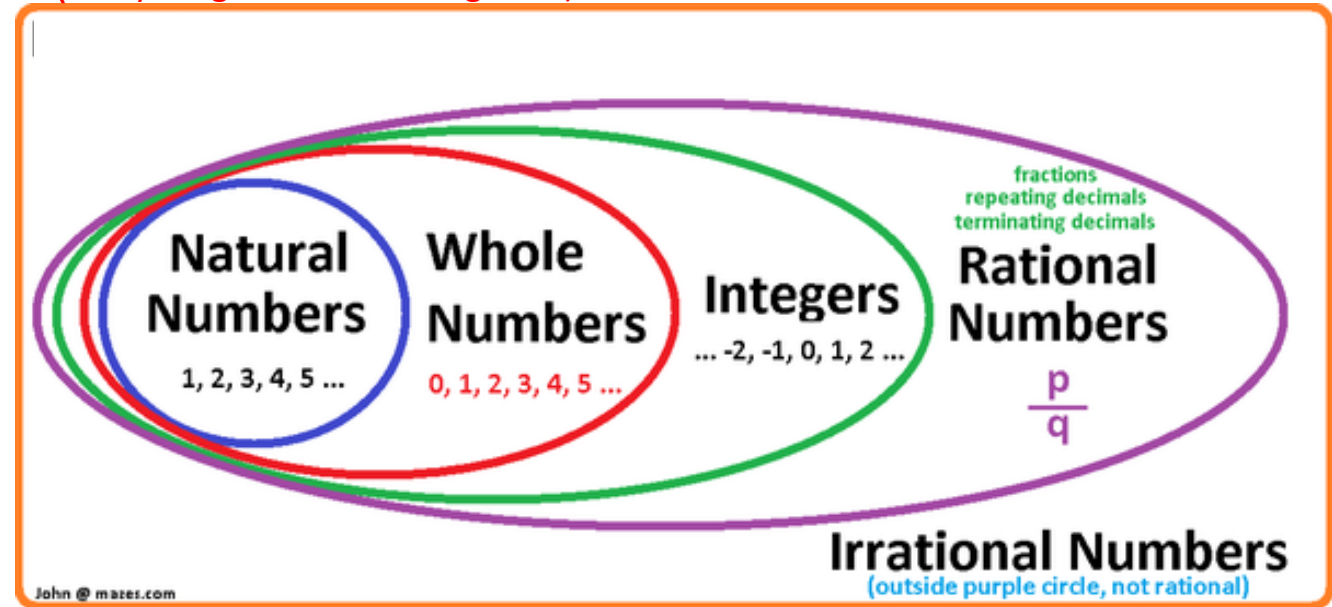 Natural
Numbers
1, 2, 3, 4, 5 ...
Whole
Numbers
0, 1, 2, 3, 4, 5 ...
Integers
... -2, -1, 0, 1, 2 ...
fractions
repeating decimals
terminating decimals
Rational
Numbers
p
q
Irrational Numbers
(outside purple circle, not rational)
John @ mazes.com